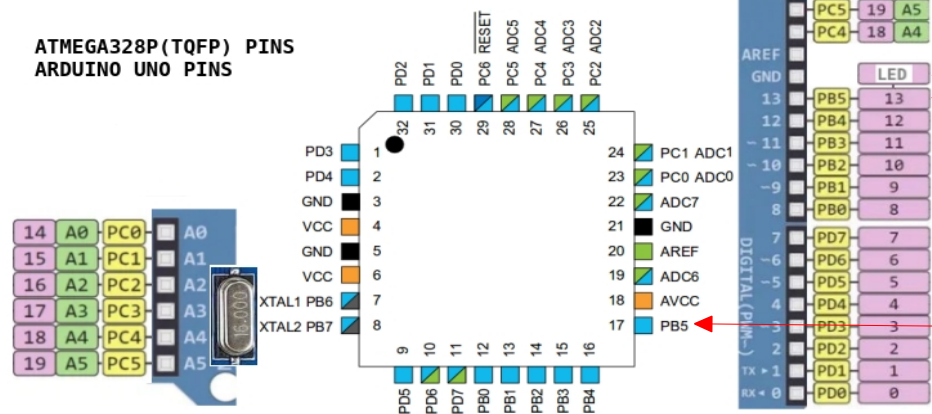 ATMEGA328P(TQFP) PINS
ARDUINO UNO PINS
PD2 PD1 PD0 PC6 RESET PC5 ADC5 PC4 ADC4 PC3 ADC3 PC2 ADC2
32 31 30 29 28 27 26 25
PD3 1
PD4 2
GND 3
VCC 4
GND 5
VCC 6
XTAL1 PB6 7
XTAL2 PB7 8
24 PC1 ADC1
23 PC0 ADC0
22 ADC7
21 GND
20 AREF
19 ADC6
18 AVCC
17 PB5
9 10 11 12 13 14 15 16
PD5 PD6 PD7 PB0 PB1 PB2 PB3 PB4
14 A0 PC0 A0
15 A1 PC1 A1
16 A2 PC2 A2
17 A3 PC3 A3
18 A4 PC4 A4
19 A5 PC5 A5
16.000
PC5 19 A5
PC4 18 A4
AREF
GND LED
13 PB5 13
12 PB4 12
~11 PB3 11
~10 PB2 10
~9 PB1 9
8 PB0 8
7 PD7 7
~6 PD6 6
~5 PD5 5
4 PD4 4
~3 PD3 3
2 PD2 2
TX ▸ 1 PD1 1
RX ◂ 0 PD0 0
DIGITAL(PWM~)